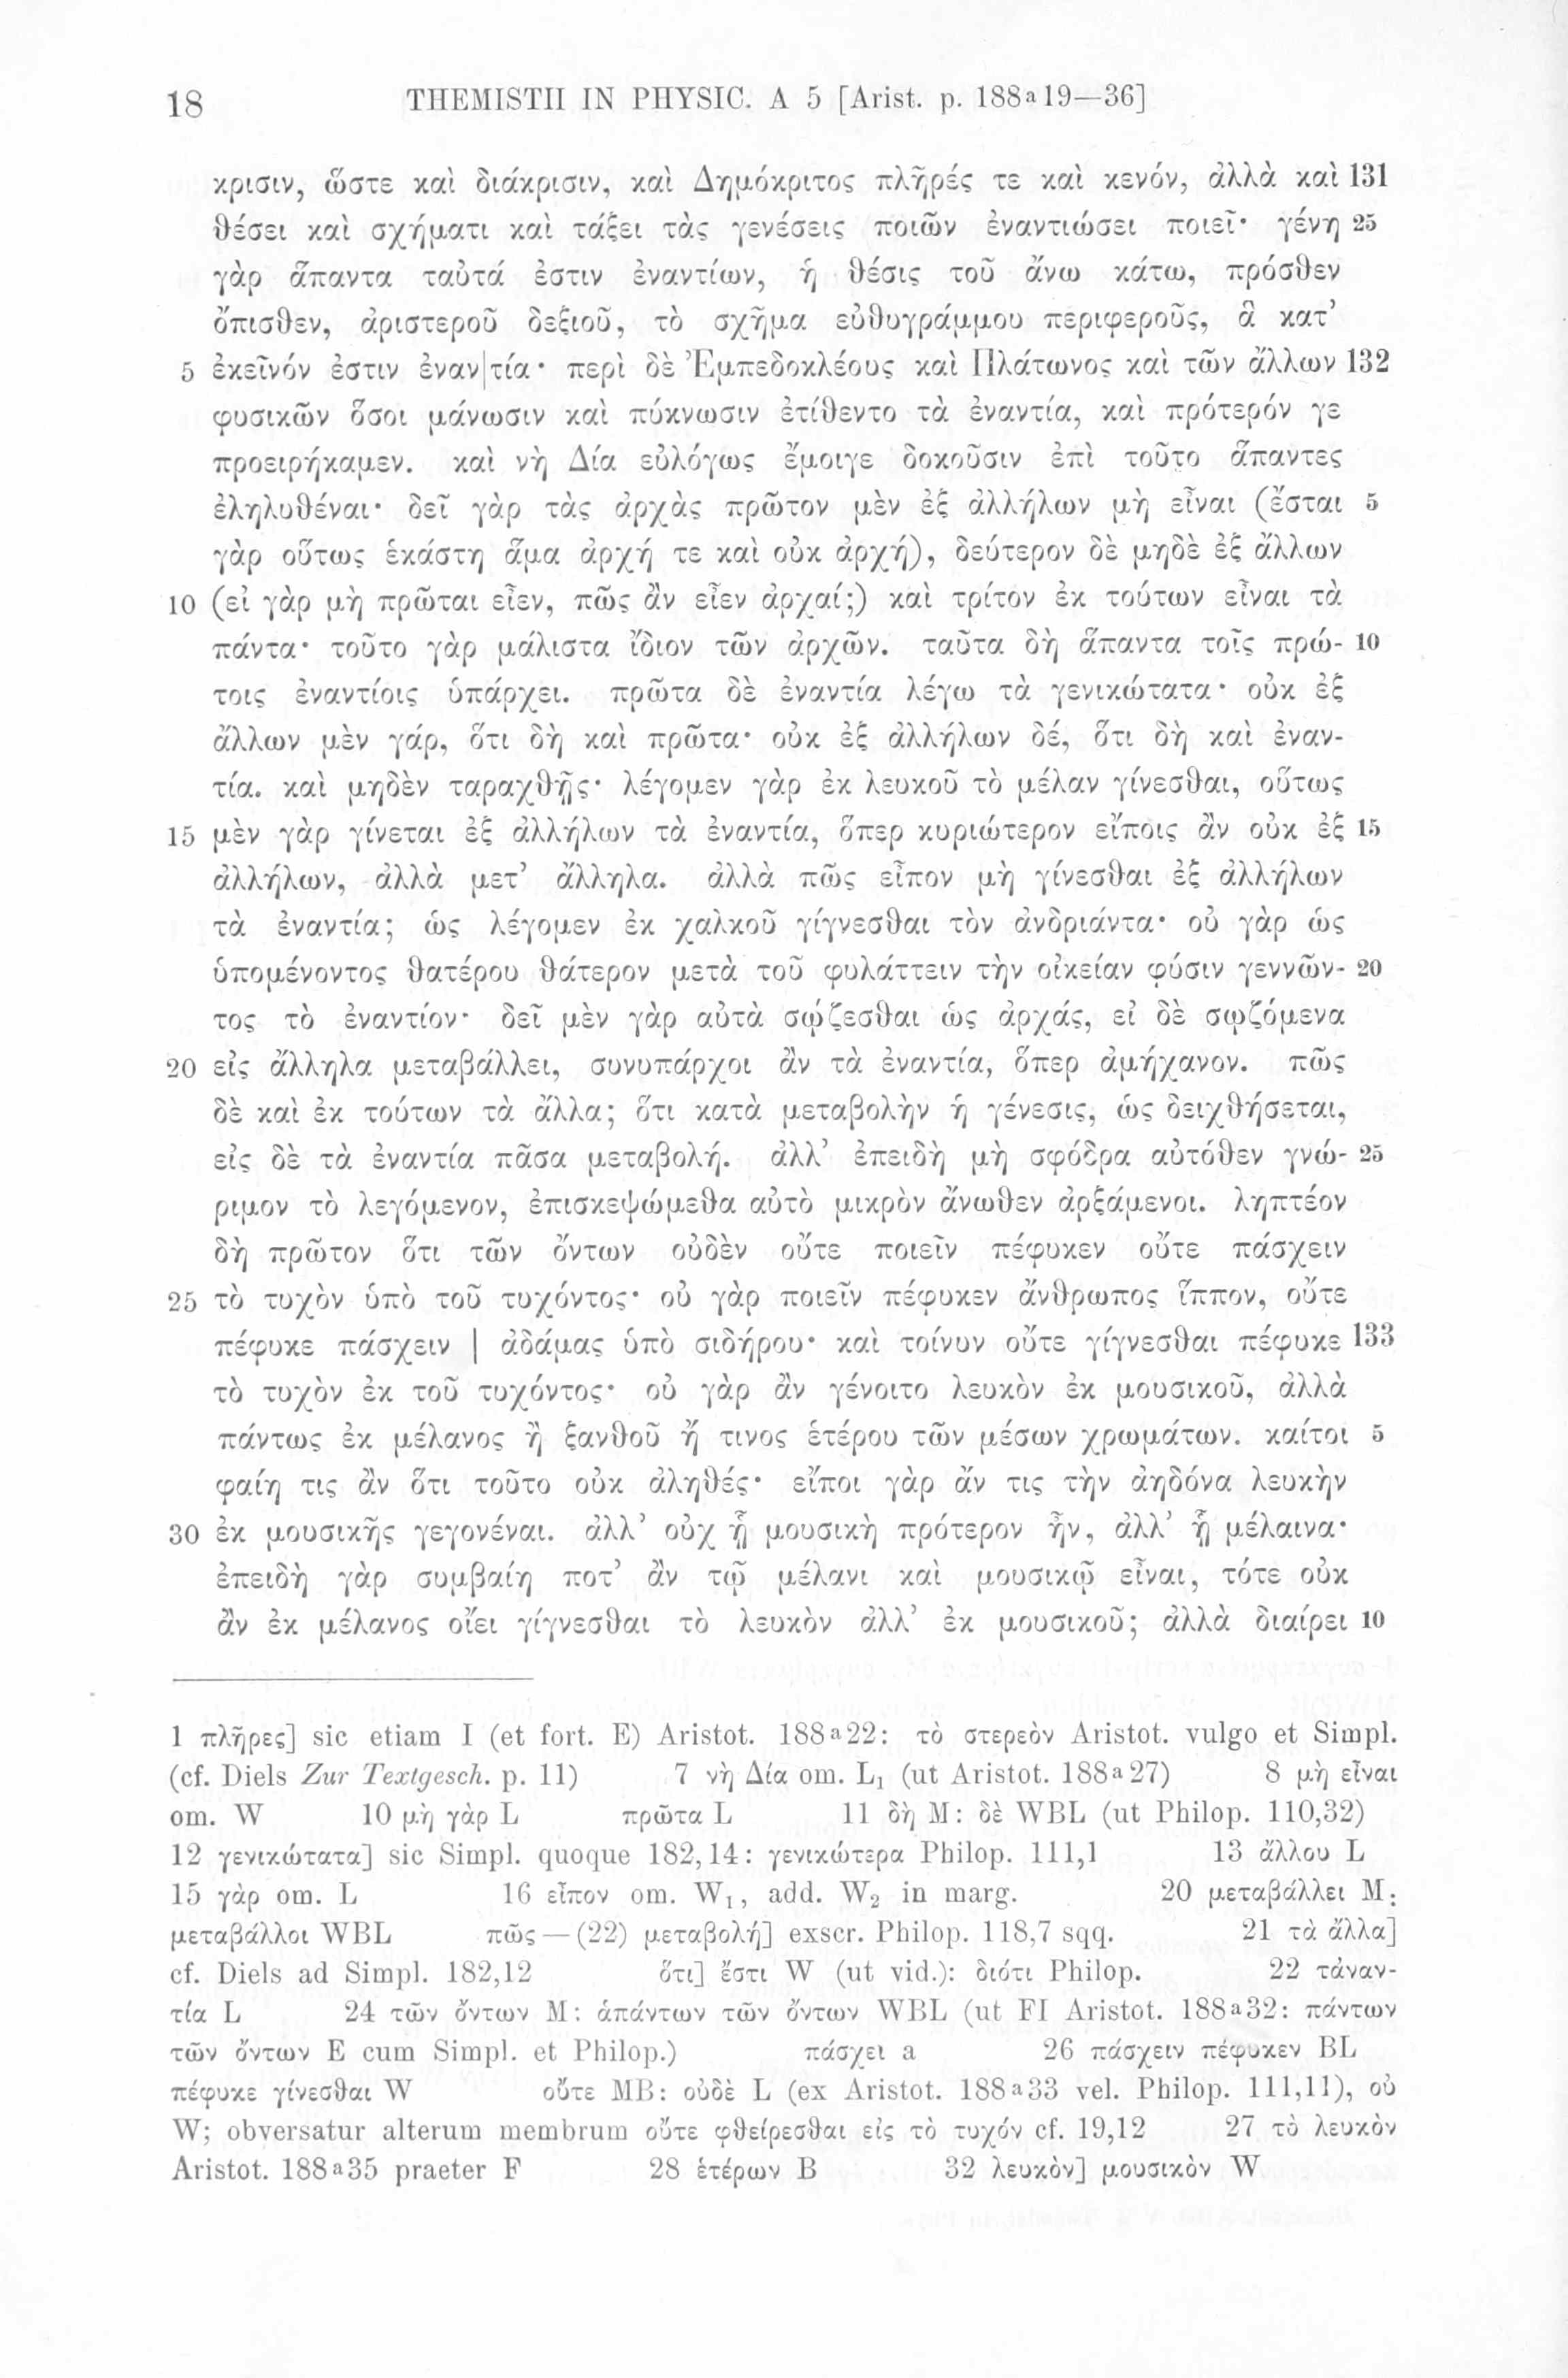 18 THEMISTII IN PHYSIC. A 5 [Arist. p. 188a19—36]
κρισιν, ὥστε καὶ διάκρισιν, καὶ Δημόκριτος πλῆρές τε καὶ κενόν, ἀλλὰ καὶ 131
θέσει καὶ σχήματι καὶ τάξει τὰς γενέσεις ποιῶν ἐναντιώσει ποιεῖ· γένη 25
γὰρ ἅπαντα ταῦτά ἐστιν ἐναντίων, ἡ θέσις τοῦ ἄνω κάτω, πρόσθεν
ὄπισθεν, ἀριστεροῦ δεξιοῦ, τὸ σχῆμα εὐθυγράμμου περιφεροῦς, ἃ κατ’
5 ἐκεῖνόν ἐστιν ἐναν|τία· περὶ δὲ Ἐμπεδοκλέους καὶ Πλάτωνος καὶ τῶν ἄλλων 132
φυσικῶν ὅσοι μάνωσιν καὶ πύκνωσιν ἐτίθεντο τὰ ἐναντία, καὶ πρότερόν γε
προειρήκαμεν. καὶ νὴ Δία εὐλόγως ἔμοιγε δοκοῦσιν ἐπὶ τοῦτο ἅπαντες
ἐληλυθέναι· δεῖ γὰρ τὰς ἀρχὰς πρῶτον μὲν ἐξ ἀλλήλων μὴ εἶναι (ἔσται 5
γὰρ οὕτως ἑκάστη ἅμα ἀρχή τε καὶ οὐκ ἀρχή), δεύτερον δὲ μηδὲ ἐξ ἄλλων
10 (εἰ γὰρ μὴ πρῶται εἶεν, πῶς ἂν εἶεν ἀρχαί;) καὶ τρίτον ἐκ τούτων εἶναι τὰ
πάντα· τοῦτο γὰρ μάλιστα ἴδιον τῶν ἀρχῶν. ταῦτα δὴ ἅπαντα τοῖς πρώ- 10
τοις ἐναντίοις ὑπάρχει. πρῶτα δὲ ἐναντία λέγω τὰ γενικώτατα· οὐκ ἐξ
ἄλλων μὲν γάρ, ὅτι δὴ καὶ πρῶτα· οὐκ ἐξ ἀλλήλων δέ, ὅτι δὴ καὶ ἐναν-
τία. καὶ μηδὲν ταραχθῇς· λέγομεν γὰρ ἐκ λευκοῦ τὸ μέλαν γίνεσθαι, οὕτως
15 μὲν γὰρ γίνεται ἐξ ἀλλήλων τὰ ἐναντία, ὅπερ κυριώτερον εἴποις ἂν οὐκ ἐξ 15
ἀλλήλων, ἀλλὰ μετ’ ἄλληλα. ἀλλὰ πῶς εἶπον μὴ γίνεσθαι ἐξ ἀλλήλων
τὰ ἐναντία; ὡς λέγομεν ἐκ χαλκοῦ γίγνεσθαι τὸν ἀνδριάντα· οὐ γὰρ ὡς
ὑπομένοντος θατέρου θάτερον μετὰ τοῦ φυλάττειν τὴν οἰκείαν φύσιν γεννῶν- 20
τος τὸ ἐναντίον· δεῖ μὲν γὰρ αὐτὰ σῴζεσθαι ὡς ἀρχάς, εἰ δὲ σῳζόμενα
20 εἰς ἄλληλα μεταβάλλει, συνυπάρχοι ἂν τὰ ἐναντία, ὅπερ ἀμήχανον. πῶς
δὲ καὶ ἐκ τούτων τὰ ἄλλα; ὅτι κατὰ μεταβολὴν ἡ γένεσις, ὡς δειχθήσεται,
εἰς δὲ τὰ ἐναντία πᾶσα μεταβολή. ἀλλ’ ἐπειδὴ μὴ σφόδρα αὐτόθεν γνώ- 25
ριμον τὸ λεγόμενον, ἐπισκεψώμεθα αὐτὸ μικρὸν ἄνωθεν ἀρξάμενοι. ληπτέον
δὴ πρῶτον ὅτι τῶν ὄντων οὐδὲν οὔτε ποιεῖν πέφυκεν οὔτε πάσχειν
25 τὸ τυχὸν ὑπὸ τοῦ τυχόντος· οὐ γὰρ ποιεῖν πέφυκεν ἄνθρωπος ἵππον, οὔτε
πέφυκε πάσχειν | ἀδάμας ὑπὸ σιδήρου· καὶ τοίνυν οὔτε γίγνεσθαι πέφυκε 133
τὸ τυχὸν ἐκ τοῦ τυχόντος· οὐ γὰρ ἂν γένοιτο λευκὸν ἐκ μουσικοῦ, ἀλλὰ
πάντως ἐκ μέλανος ἢ ξανθοῦ ἤ τινος ἑτέρου τῶν μέσων χρωμάτων. καίτοι 5
φαίη τις ἂν ὅτι τοῦτο οὐκ ἀληθές· εἴποι γὰρ ἄν τις τὴν ἀηδόνα λευκὴν
30 ἐκ μουσικῆς γεγονέναι. ἀλλ’ οὐχ ᾗ μουσικὴ πρότερον ἦν, ἀλλ’ ᾗ μέλαινα·
ἐπειδὴ γὰρ συμβαίη ποτ’ ἂν τῷ μέλανι καὶ μουσικῷ εἶναι, τότε οὐκ
ἂν ἐκ μέλανος οἴει γίγνεσθαι τὸ λευκὸν ἀλλ’ ἐκ μουσικοῦ; ἀλλὰ διαίρει 10
1 πλῆρες] sic etiam I (et fort. E) Aristot. 188a22: τὸ στερεὸν Aristot. vulgo et Simpl.
(cf. Diels Zur Textgesch. p. 11) 7 νὴ Δία om. L₁ (ut Aristot. 188a27) 8 μὴ εἶναι
om. W 10 μὴ γὰρ L πρῶτα L 11 δὴ M: δὲ WBL (ut Philop. 110,32)
12 γενικώτατα] sic Simpl. quoque 182,14: γενικώτερα Philop. 111,1 13 ἄλλου L
15 γὰρ om. L 16 εἶπον om. W₁, add. W₂ in marg. 20 μεταβάλλει M:
μεταβάλλοι WBL πῶς — (22) μεταβολή] exscr. Philop. 118,7 sqq. 21 τὰ ἄλλα]
cf. Diels ad Simpl. 182,12 ὅτι] ἔστι W (ut vid.): διότι Philop. 22 τἀναν-
τία L 24 τῶν ὄντων M: ἁπάντων τῶν ὄντων WBL (ut FI Aristot. 188a32: πάντων
τῶν ὄντων E cum Simpl. et Philop.) πάσχει a 26 πάσχειν πέφυκεν BL
πέφυκε γίνεσθαι W οὔτε MB: οὐδὲ L (ex Aristot. 188a33 vel. Philop. 111,11), οὐ
W; obversatur alterum membrum οὔτε φθείρεσθαι εἰς τὸ τυχόν cf. 19,12 27 τὸ λευκὸν
Aristot. 188a35 praeter F 28 ἑτέρων B 32 λευκὸν] μουσικὸν W